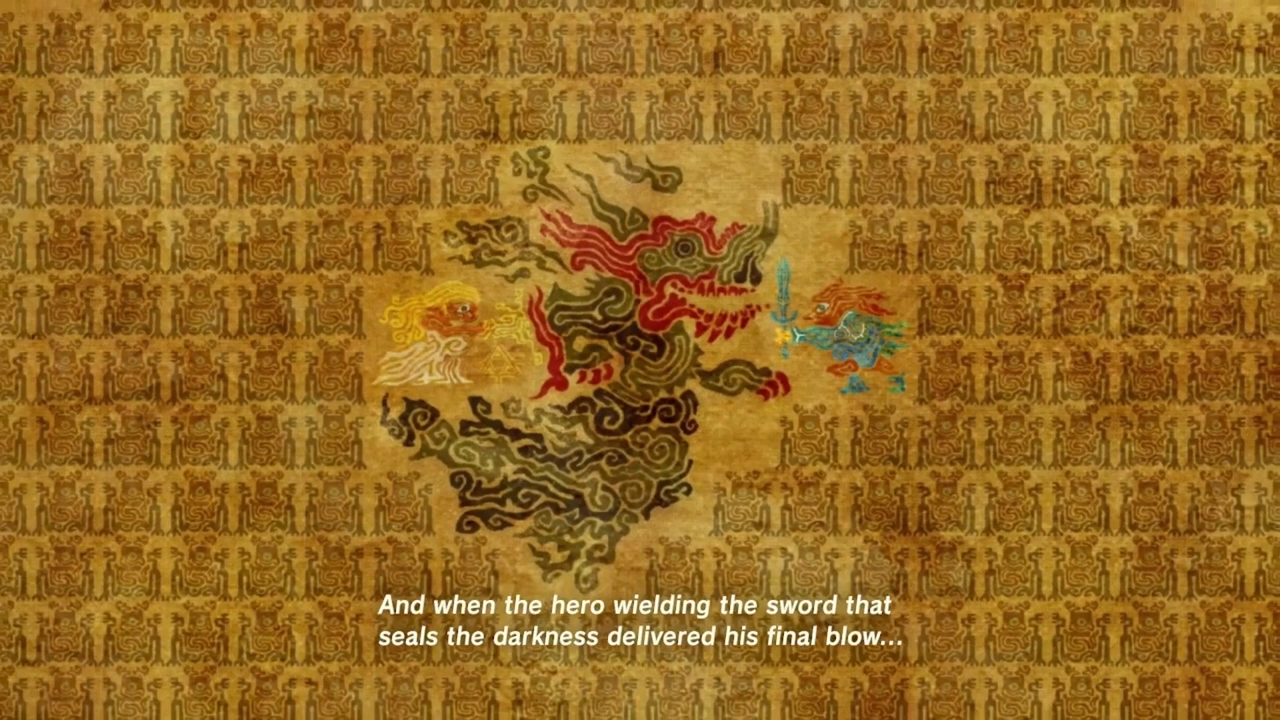 And when the hero wielding the sword that
seals the darkness delivered his final blow...